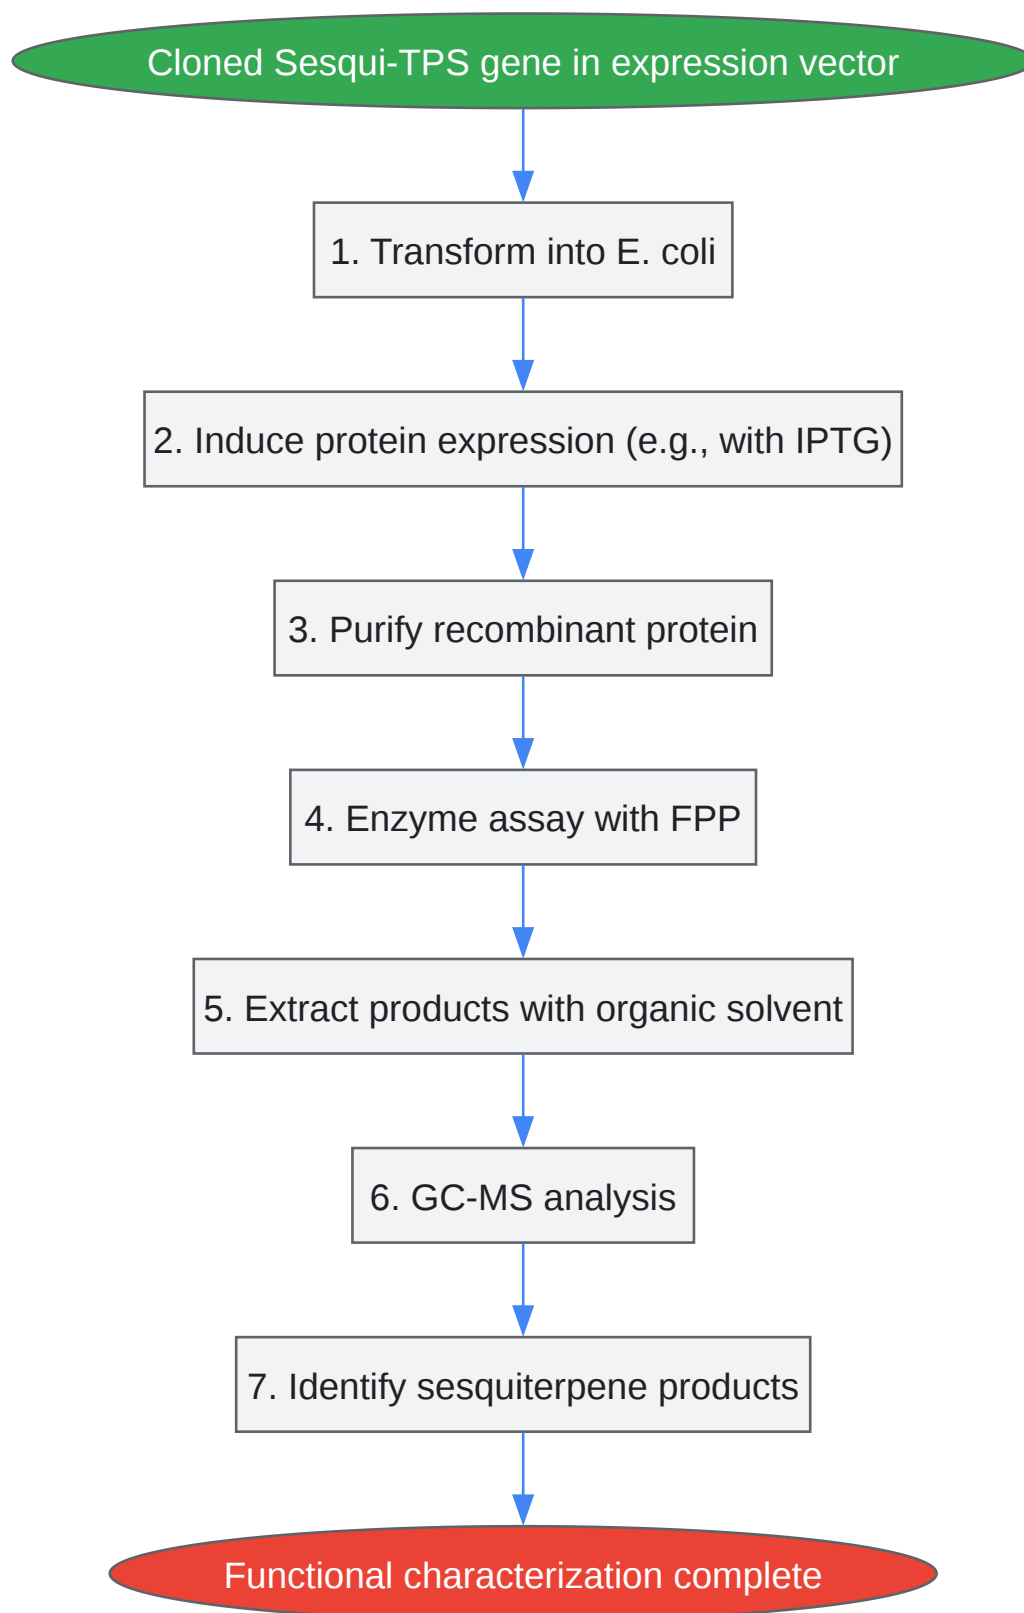 Cloned Sesqui-TPS gene in expression vector
1. Transform into E. coli
2. Induce protein expression (e.g., with IPTG)
3. Purify recombinant protein
4. Enzyme assay with FPP
5. Extract products with organic solvent
6. GC-MS analysis
7. Identify sesquiterpene products
Functional characterization complete